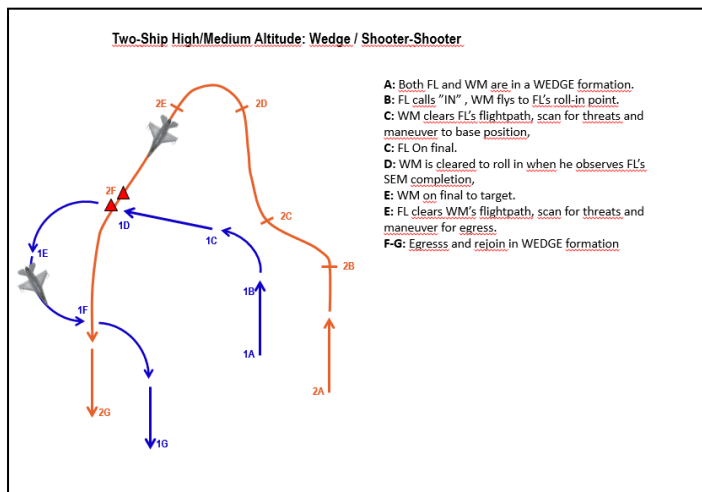 Two-Ship High/Medium Altitude: Wedge / Shooter-Shooter
A: Both FL and WM are in a WEDGE formation.
B: FL calls ”IN” , WM flys to FL’s roll-in point.
C: WM clears FL’s flightpath, scan for threats and
maneuver to base position,
C: FL On final.
D: WM is cleared to roll in when he observes FL’s
SEM completion,
E: WM on final to target.
E: FL clears WM’s flightpath, scan for threats and
maneuver for egress.
F-G: Egresss and rejoin in WEDGE formation
2E
2D
2F
1D
1C
2C
1E
2B
1B
1F
1A
2A
2G
1G